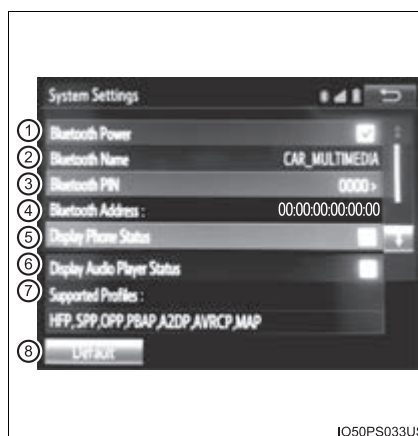 System Settings
① Bluetooth Power
② Bluetooth Name CAR_MULTIMEDIA
③ Bluetooth PIN 0000>
④ Bluetooth Address : 00:00:00:00:00:00
⑤ Display Phone Status
⑥ Display Audio Player Status
⑦ Supported Profiles :
HFP, SPP, OPP, PBAP, A2DP, AVRCP, MAP
⑧ Default
IO50PS033US